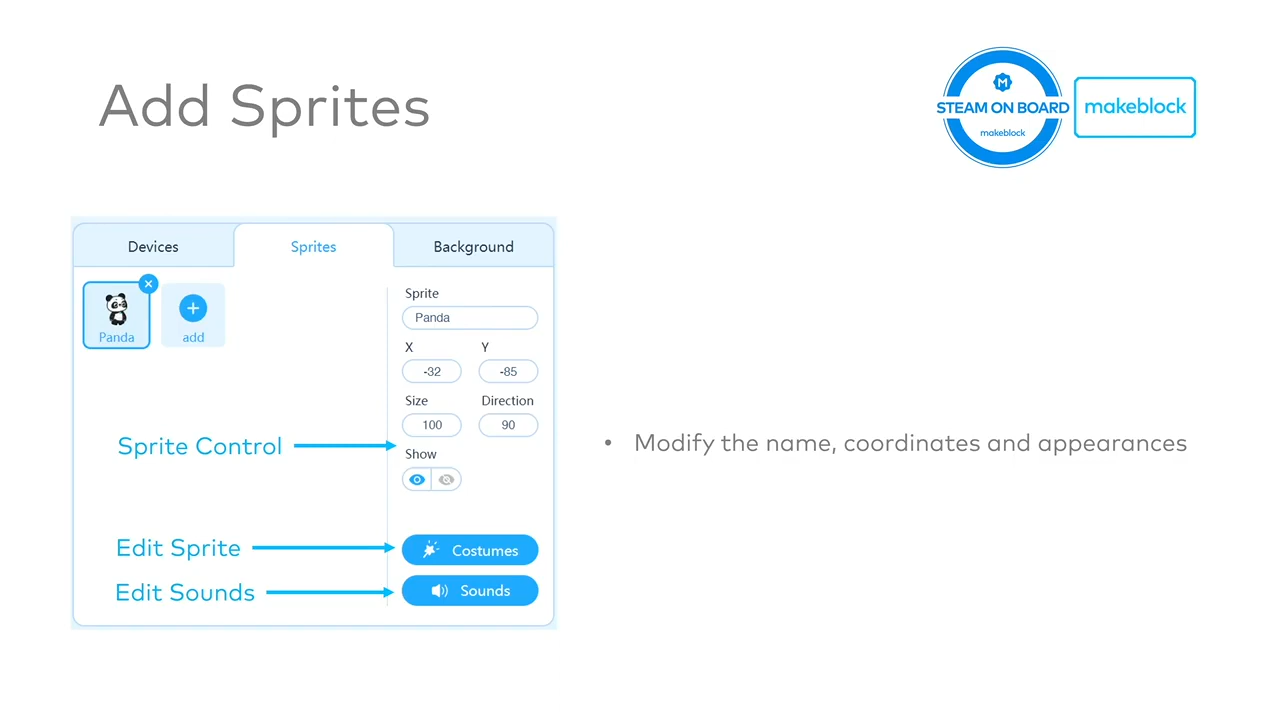 Add Sprites
M
STEAM ON BOARD
makeblock
makeblock
Devices
Sprites
Background
Panda
add
Sprite
Panda
X
Y
-32
-85
Size
Direction
100
90
Show
Sprite Control
• Modify the name, coordinates and appearances
Edit Sprite
Costumes
Edit Sounds
Sounds